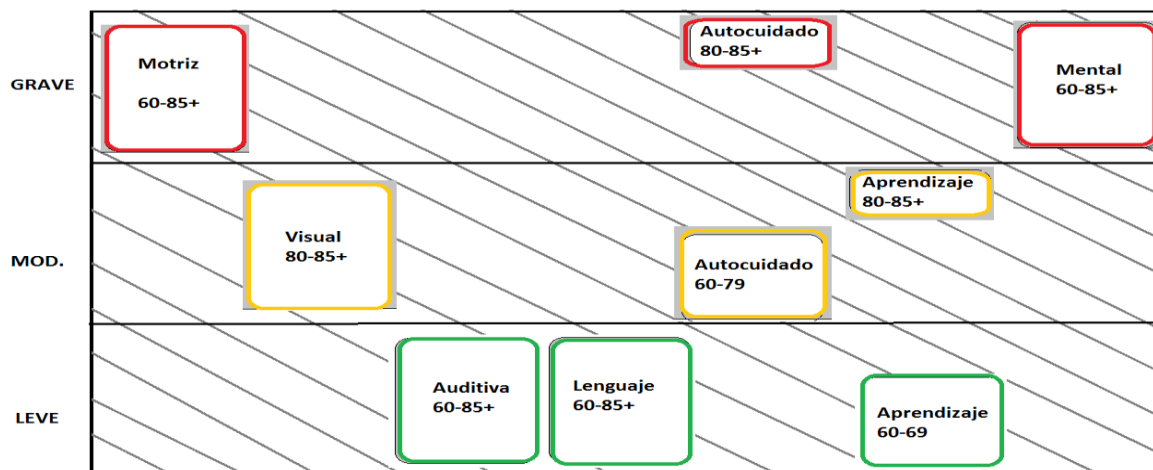 GRAVE
Motriz
60-85+
Autocuidado
80-85+
Mental
60-85+
MOD.
Visual
80-85+
Autocuidado
60-79
Aprendizaje
80-85+
LEVE
Auditiva
60-85+
Lenguaje
60-85+
Aprendizaje
60-69